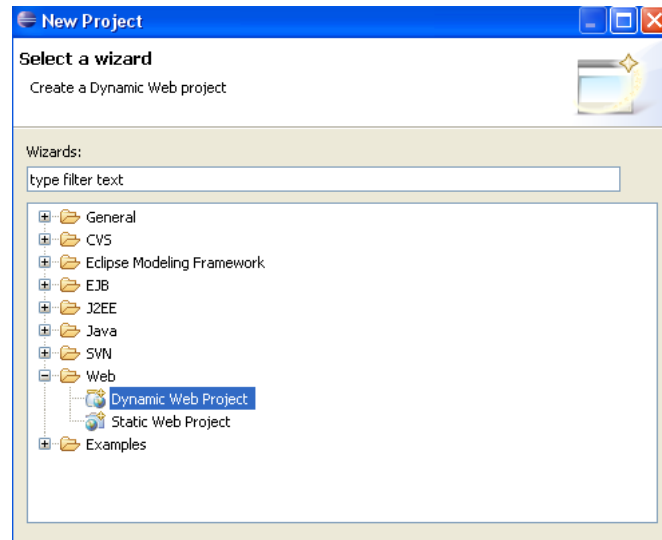 New Project
Select a wizard
Create a Dynamic Web project
Wizards:
type filter text
General
CVS
Eclipse Modeling Framework
EJB
J2EE
Java
SVN
Web
Dynamic Web Project
Static Web Project
Examples